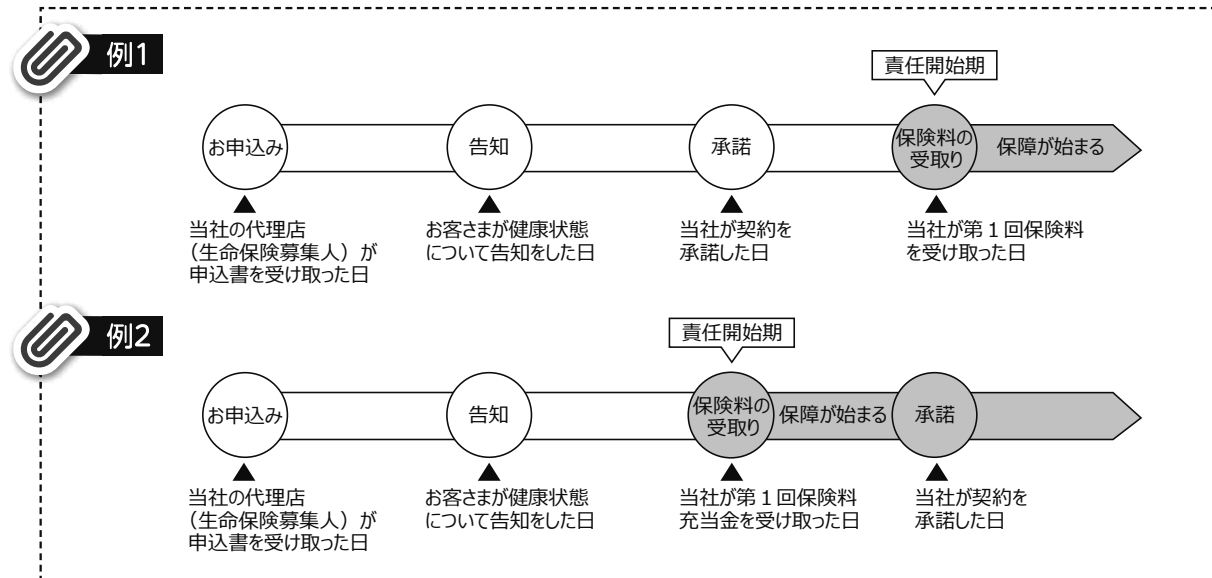 例1
責任開始期
お申込み
告知
承諾
保険料の
受取り
保障が始まる
当社の代理店
（生命保険募集人）が
申込書を受け取った日
お客さまが健康状態
について告知をした日
当社が契約を
承諾した日
当社が第１回保険料
を受け取った日
例2
責任開始期
お申込み
告知
保険料の
受取り
保障が始まる
承諾
当社の代理店
（生命保険募集人）が
申込書を受け取った日
お客さまが健康状態
について告知をした日
当社が第１回保険料
充当金を受け取った日
当社が契約を
承諾した日